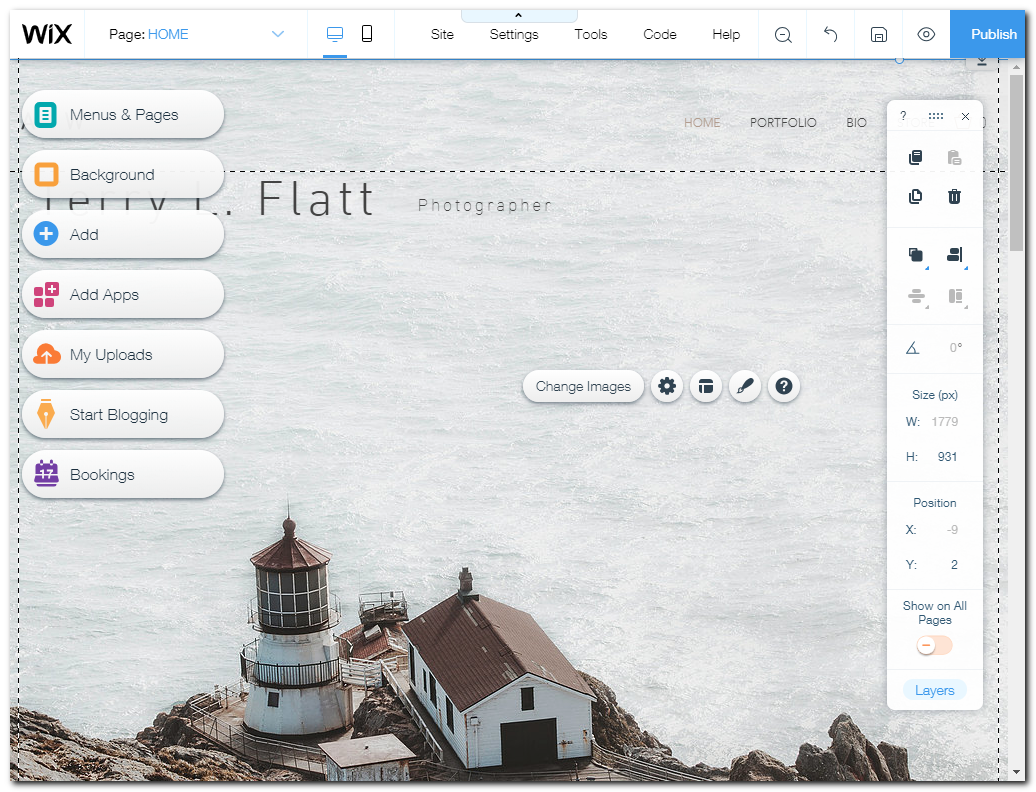 WiX
Page: HOME
Site
Settings
Tools
Code
Help
Publish
Menus & Pages
Background
Add
Add Apps
My Uploads
Start Blogging
17
Bookings
HOME
PORTFOLIO
BIO
Terry L. Flatt
Photographer
Change Images
?
?
0°
Size (px)
W: 1779
H: 931
Position
X: -9
Y: 2
Show on All
Pages
Layers